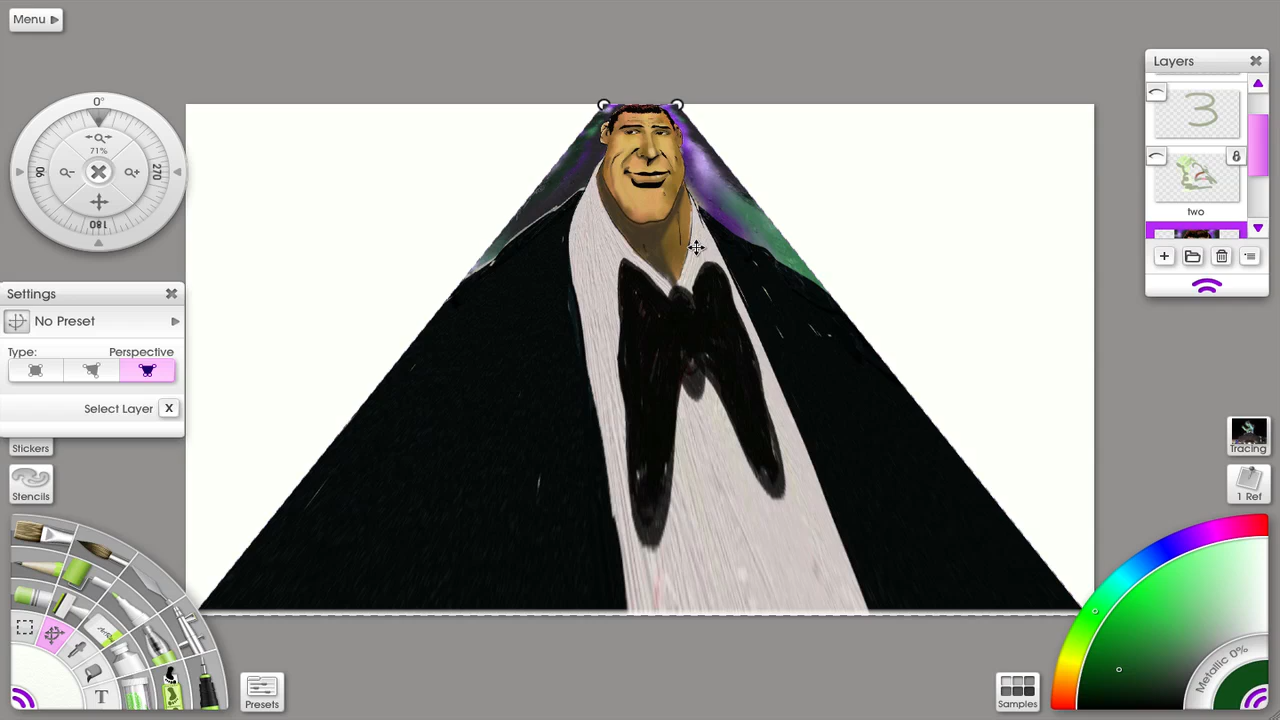 Menu
0°
71%
90
270
180
Settings
No Preset
Type:
Perspective
Select Layer
X
Stickers
Stencils
T
Presets
Layers
3
two
Tracing
1 Ref
Metallic 0%
Samples